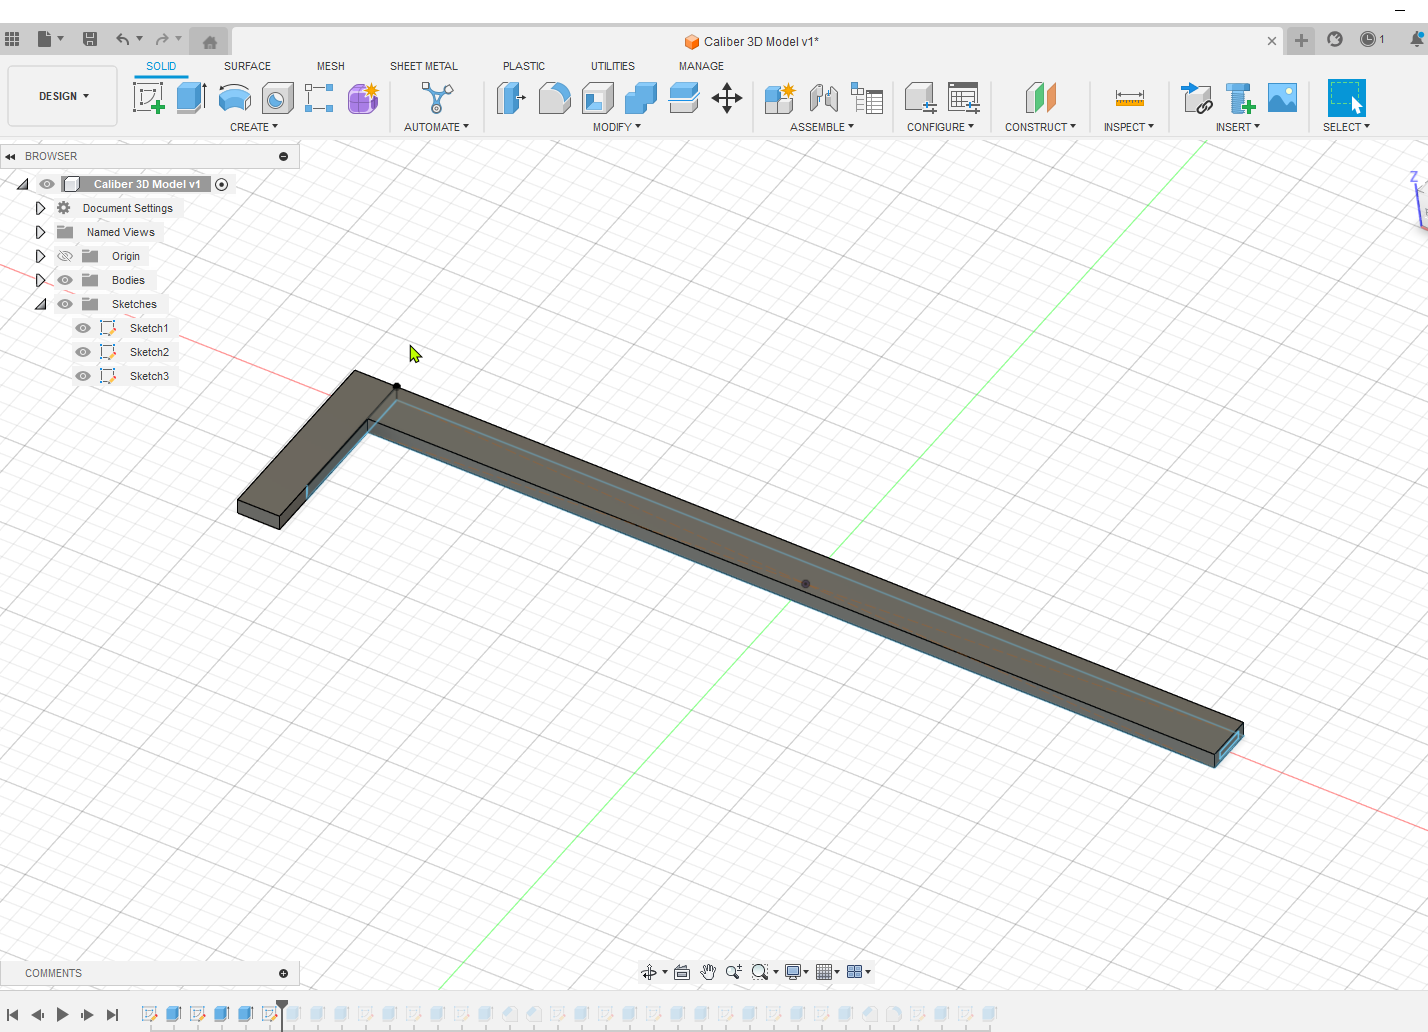 Caliber 3D Model v1*
1
DESIGN
SOLID
SURFACE
MESH
SHEET METAL
PLASTIC
UTILITIES
MANAGE
CREATE
AUTOMATE
MODIFY
ASSEMBLE
CONFIGURE
CONSTRUCT
INSPECT
INSERT
SELECT
BROWSER
Caliber 3D Model v1
Document Settings
Named Views
Origin
Bodies
Sketches
Sketch1
Sketch2
Sketch3
Z
COMMENTS